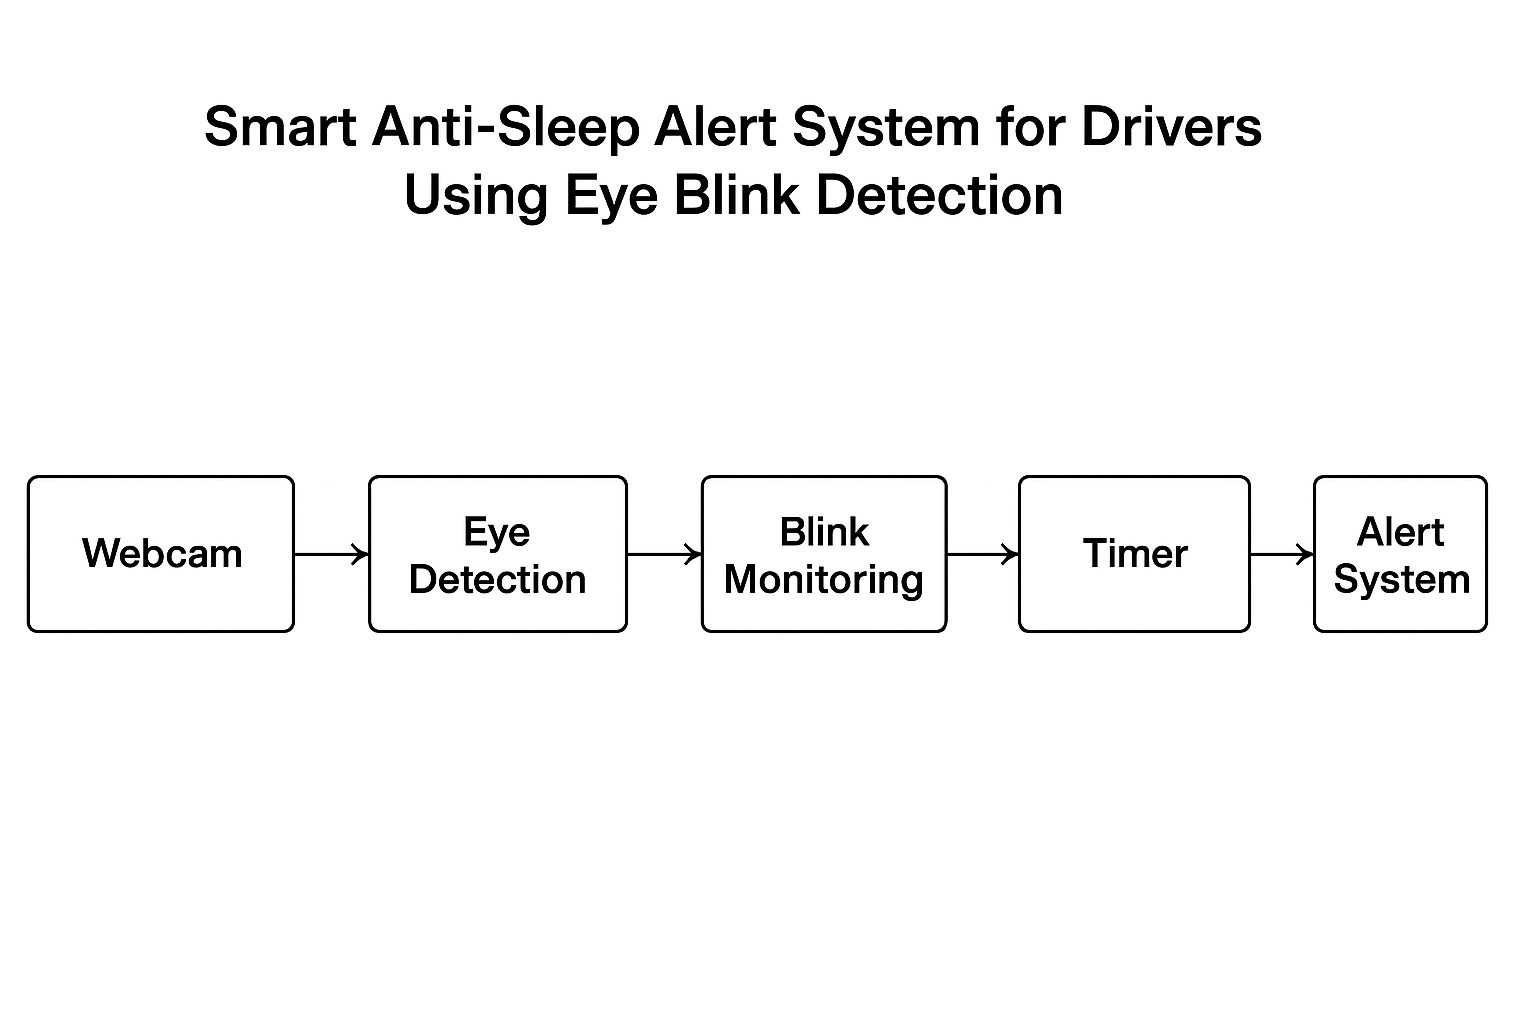 Smart Anti-Sleep Alert System for Drivers
Using Eye Blink Detection
Webcam
Eye
Detection
Blink
Monitoring
Timer
Alert
System